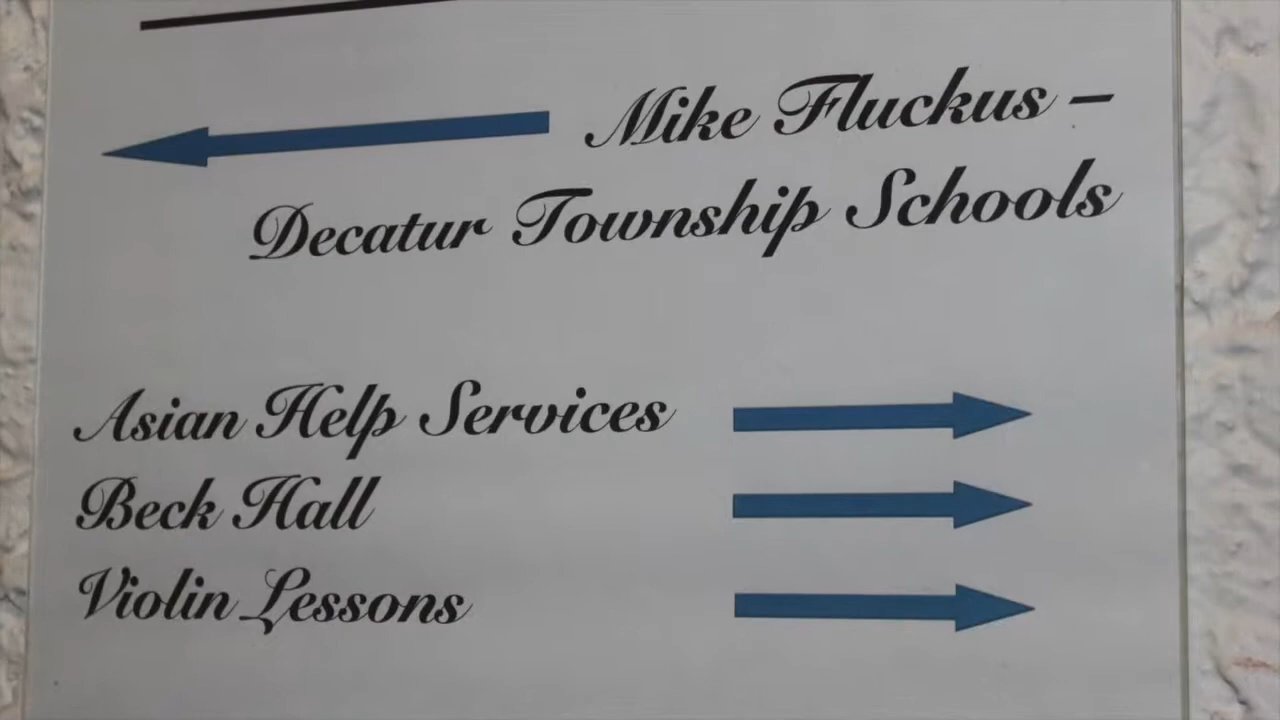 Mike Fluckus –
Decatur Township Schools
Asian Help Services
Beck Hall
Violin Lessons